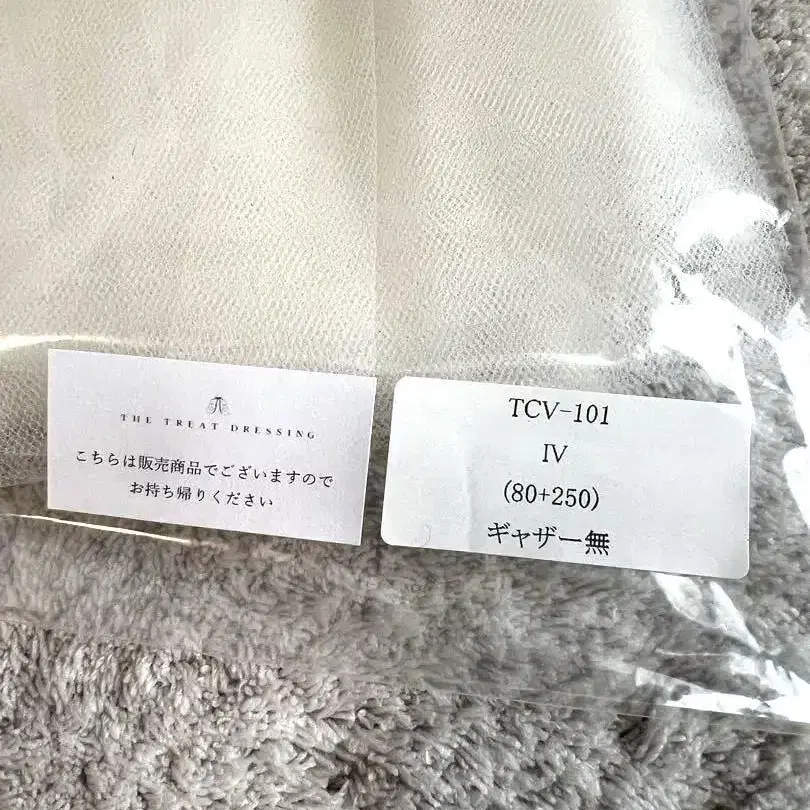 THE TREAT DRESSING
こちらは販売商品でございますので
お持ち帰りください
TCV-101
IV
(80+250)
ギャザー無